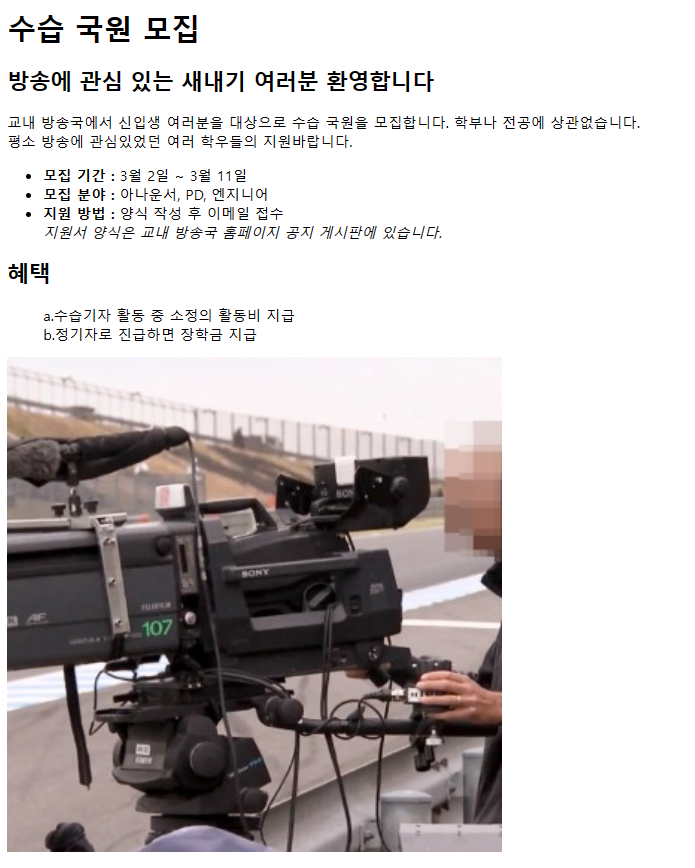 수습 국원 모집
방송에 관심 있는 새내기 여러분 환영합니다
교내 방송국에서 신입생 여러분을 대상으로 수습 국원을 모집합니다. 학부나 전공에 상관없습니다.
평소 방송에 관심있었던 여러 학우들의 지원바랍니다.
모집 기간 : 3월 2일 ~ 3월 11일
모집 분야 : 아나운서, PD, 엔지니어
지원 방법 : 양식 작성 후 이메일 접수
지원서 양식은 교내 방송국 홈페이지 공지 게시판에 있습니다.
혜택
a.수습기자 활동 중 소정의 활동비 지급
b.정기자로 진급하면 장학금 지급
SON
SONY
AF
FUJIFILM
107